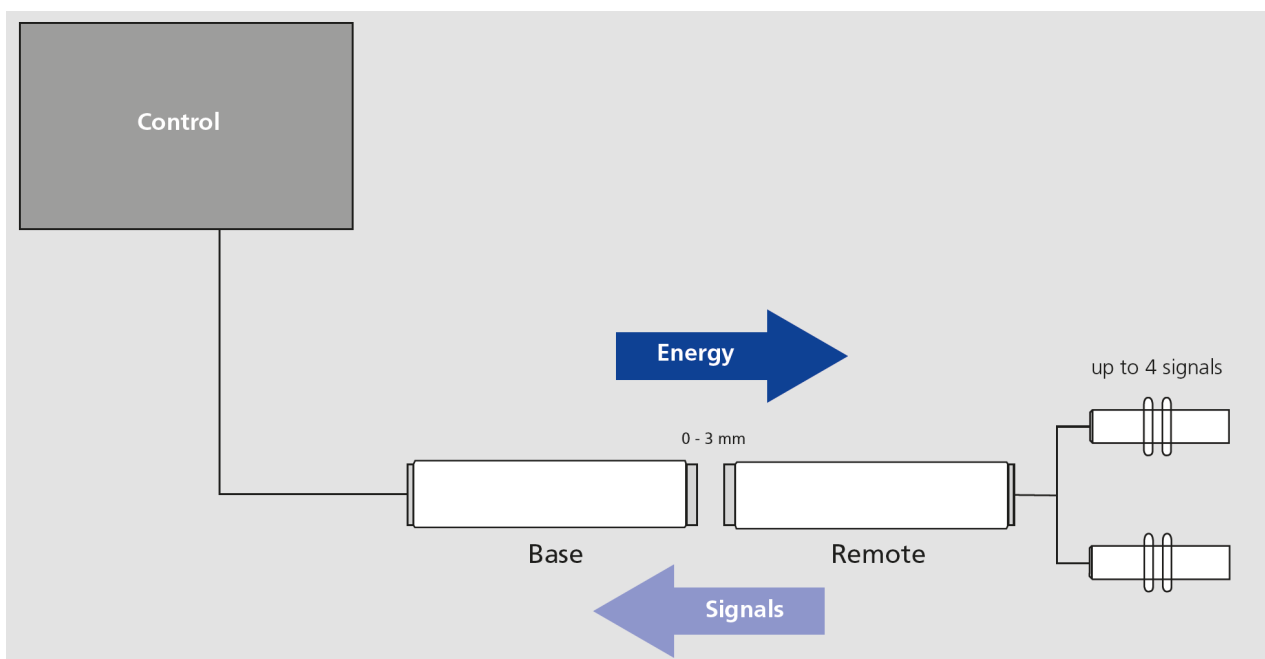 Control
Energy
up to 4 signals
0 - 3 mm
Base
Remote
Signals